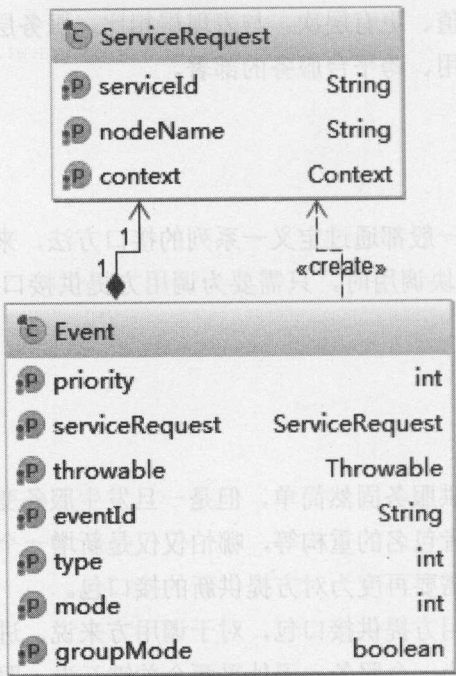 ServiceRequest
serviceId String
nodeName String
context Context
1
1
«create»
Event
priority int
serviceRequest ServiceRequest
throwable Throwable
eventId String
type int
mode int
groupMode boolean